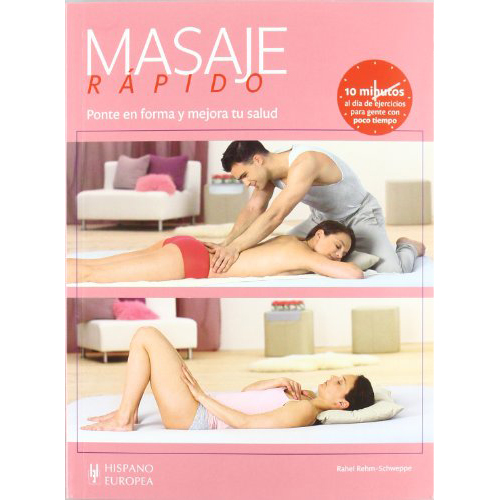 MASAJE
RÁPIDO
Ponte en forma y mejora tu salud
10 minutos
al día de ejercicios
para gente con
poco tiempo
HISPANO
EUROPEA
Rahel Rehm-Schweppe